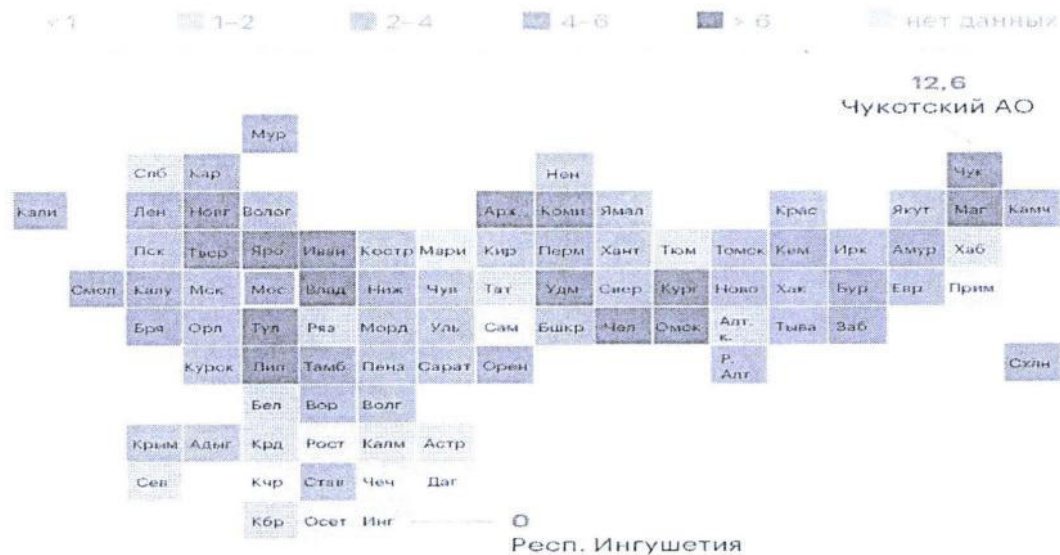 < 1 1–2 2–4 4–6 > 6 нет данных
12,6
Чукотский АО
Мур
Спб Кар Нен Чук
Кали Лен Новг Волог Арх Коми Ямал Крас Якут Маг Камч
Пск Твер Яро Иван Костр Мари Кир Перм Хант Тюм Томск Кем Ирк Амур Хаб
Смол Калу Мск Мос Влад Ниж Чув Тат Удм Свер Кург Ново Хак Бур Евр Прим
Бря Орл Тул Ряз Морд Уль Сам Бшкр Чел Омск Алт. к. Тыва Заб
Курск Лип Тамб Пенз Сарат Орен Р. Алт Схлн
Бел Вор Волг
Крым Адыг Крд Рост Калм Астр
Сев Кчр Став Чеч Даг
Кбр Осет Инг 0
Респ. Ингушетия